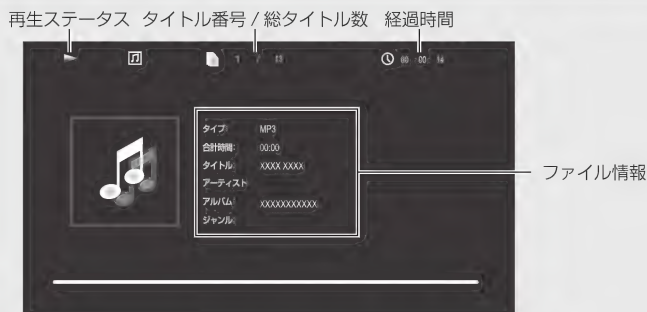 再生ステータス タイトル番号 / 総タイトル数 経過時間
1 /
タイプ: MP3
合計時間: 00:00
タイトル: XXXX XXXX
アーティスト
アルバム: XXXXXXXXXXX
ジャンル:
ファイル情報